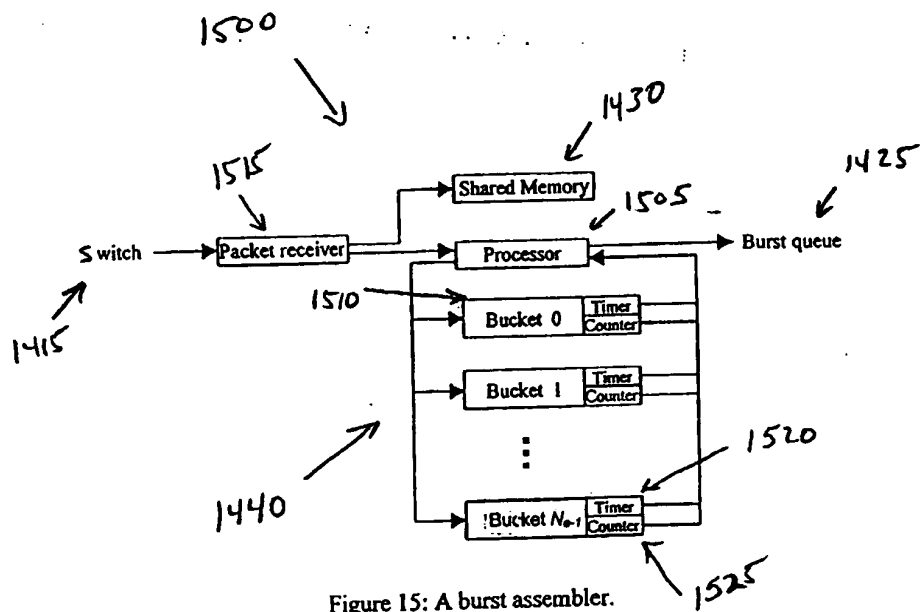 1500
1430
1515
1425
Shared Memory
1505
Switch
Packet receiver
Processor
Burst queue
1510
Bucket 0
Timer
Counter
1415
Bucket 1
Timer
Counter
1520
1440
Bucket Ne-1
Timer
Counter
1525
Figure 15: A burst assembler.